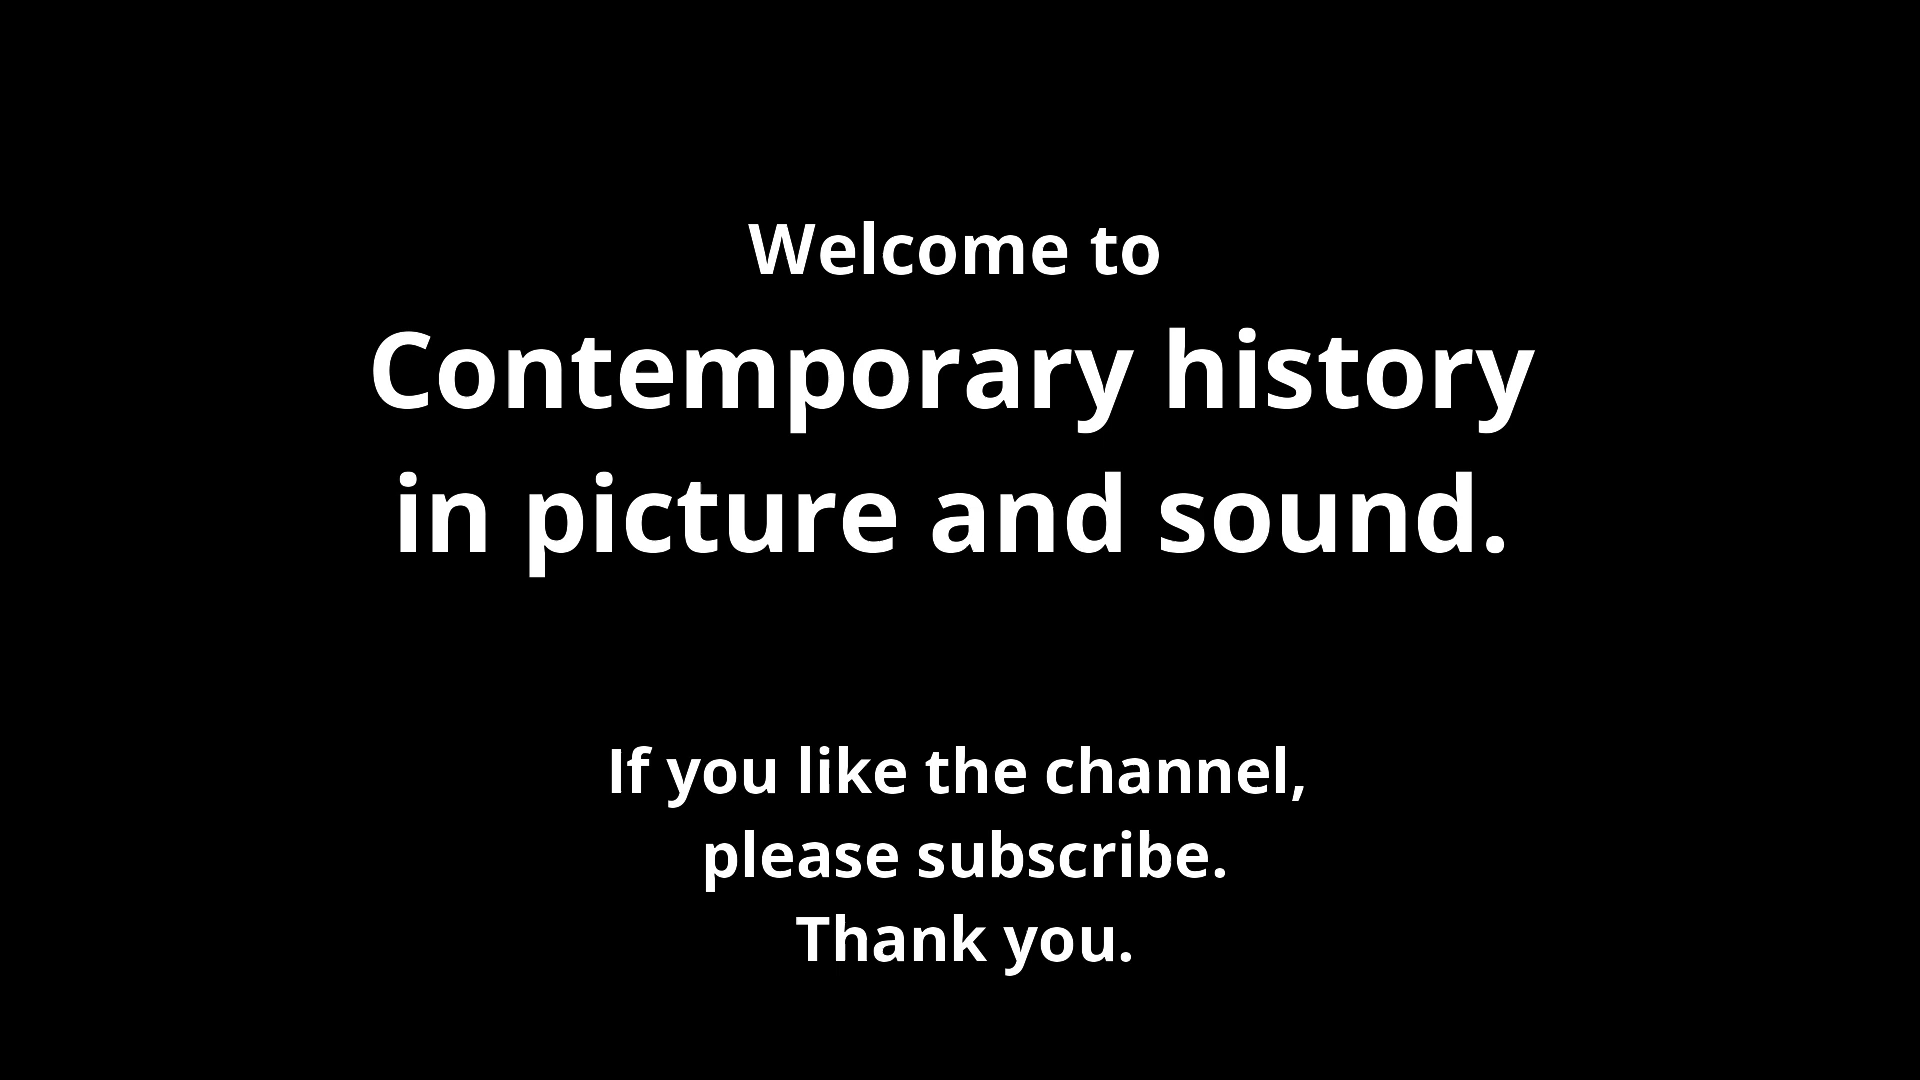 Welcome to
Contemporary history
in picture and sound.
If you like the channel,
please subscribe.
Thank you.